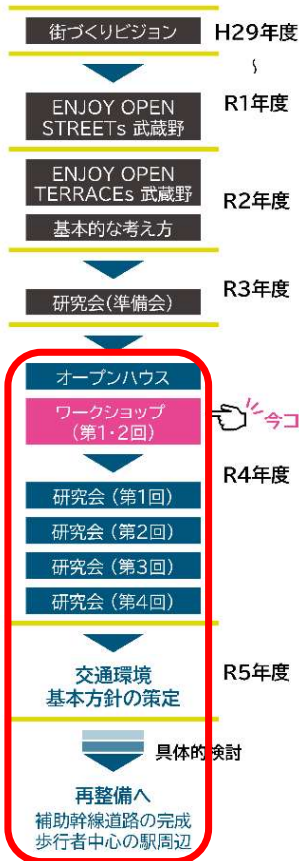 街づくりビジョン
H29年度
〜
ENJOY OPEN
STREETs 武蔵野
R1年度
ENJOY OPEN
TERRACEs 武蔵野
基本的な考え方
R2年度
研究会(準備会)
R3年度
オープンハウス
ワークショップ
(第1・2回)
今コ
R4年度
研究会 (第1回)
研究会 (第2回)
研究会 (第3回)
研究会 (第4回)
交通環境
基本方針の策定
R5年度
具体的検討
再整備へ
補助幹線道路の完成
歩行者中心の駅周辺